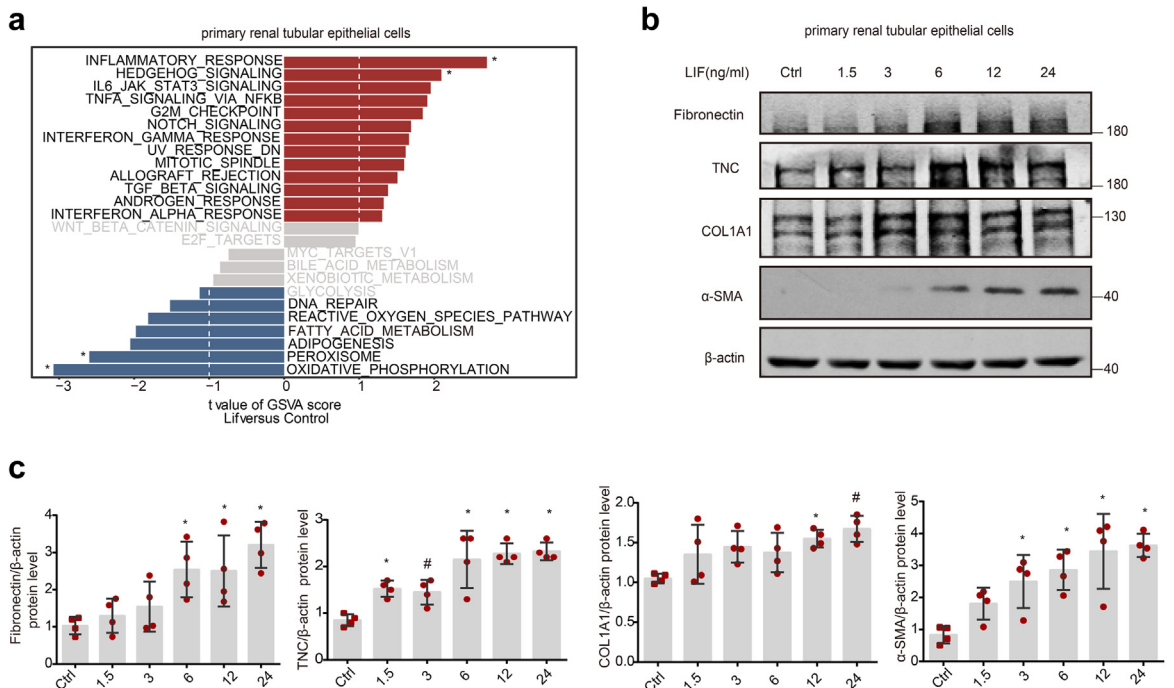 a
primary renal tubular epithelial cells
INFLAMMATORY_RESPONSE *
HEDGEHOG_SIGNALING *
IL6_JAK_STAT3_SIGNALING
TNFA_SIGNALING_VIA_NFKB
G2M_CHECKPOINT
NOTCH_SIGNALING
INTERFERON_GAMMA_RESPONSE
UV_RESPONSE_DN
MITOTIC_SPINDLE
ALLOGRAFT_REJECTION
TGF_BETA_SIGNALING
ANDROGEN_RESPONSE
INTERFERON_ALPHA_RESPONSE
WNT_BETA_CATENIN_SIGNALING
E2F_TARGETS
MYC_TARGETS_V1
BILE_ACID_METABOLISM
XENOBIOTIC_METABOLISM
GLYCOLYSIS
DNA_REPAIR
REACTIVE_OXYGEN_SPECIES_PATHWAY
FATTY_ACID_METABOLISM
ADIPOGENESIS
* PEROXISOME
* OXIDATIVE_PHOSPHORYLATION
−3 −2 −1 0 1 2
t value of GSVA score
Lifversus Control
b
primary renal tubular epithelial cells
LIF(ng/ml) Ctrl 1.5 3 6 12 24
Fibronectin
180
TNC
180
COL1A1
130
α-SMA
40
β-actin
40
c
Fibronectin/β-actin
protein level
4
3
2
1
0
* * *
Ctrl 1.5 3 6 12 24
TNC/β-actin protein level
3
2
1
0
* # * * *
Ctrl 1.5 3 6 12 24
COL1A1/β-actin protein level
2.0
1.5
1.0
0.5
0.0
* #
Ctrl 1.5 3 6 12 24
α-SMA/β-actin protein level
5
4
3
2
1
0
* * * *
Ctrl 1.5 3 6 12 24